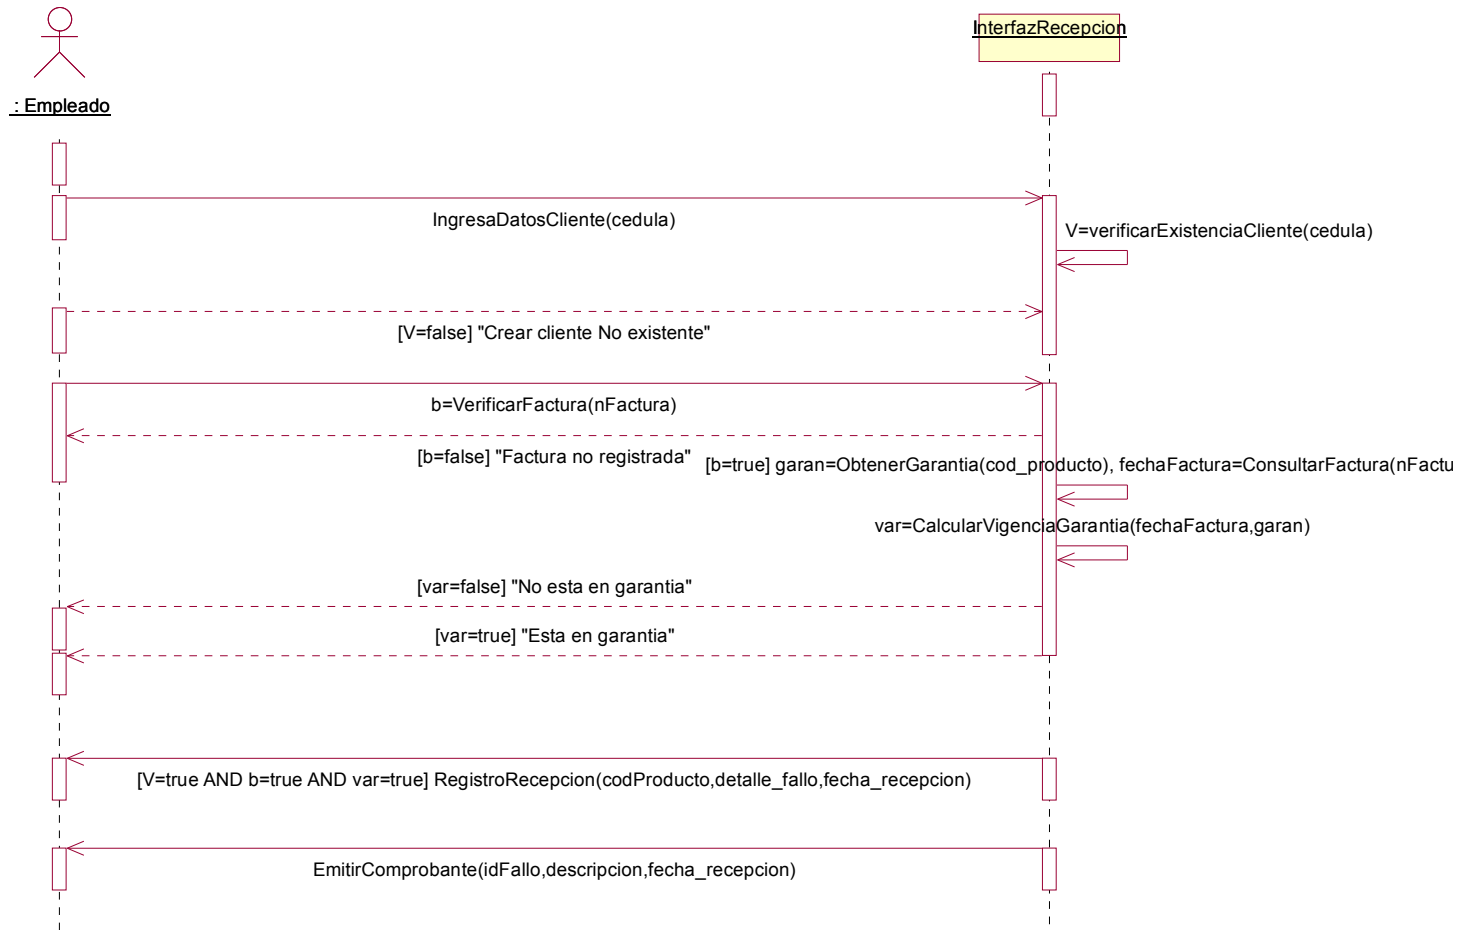 InterfazRecepcion
: Empleado
IngresaDatosCliente(cedula)
V=verificarExistenciaCliente(cedula)
[V=false] "Crear cliente No existente"
b=VerificarFactura(nFactura)
[b=false] "Factura no registrada"
[b=true] garan=ObtenerGarantia(cod_producto), fechaFactura=ConsultarFactura(nFactu
var=CalcularVigenciaGarantia(fechaFactura,garan)
[var=false] "No esta en garantia"
[var=true] "Esta en garantia"
[V=true AND b=true AND var=true] RegistroRecepcion(codProducto,detalle_fallo,fecha_recepcion)
EmitirComprobante(idFallo,descripcion,fecha_recepcion)